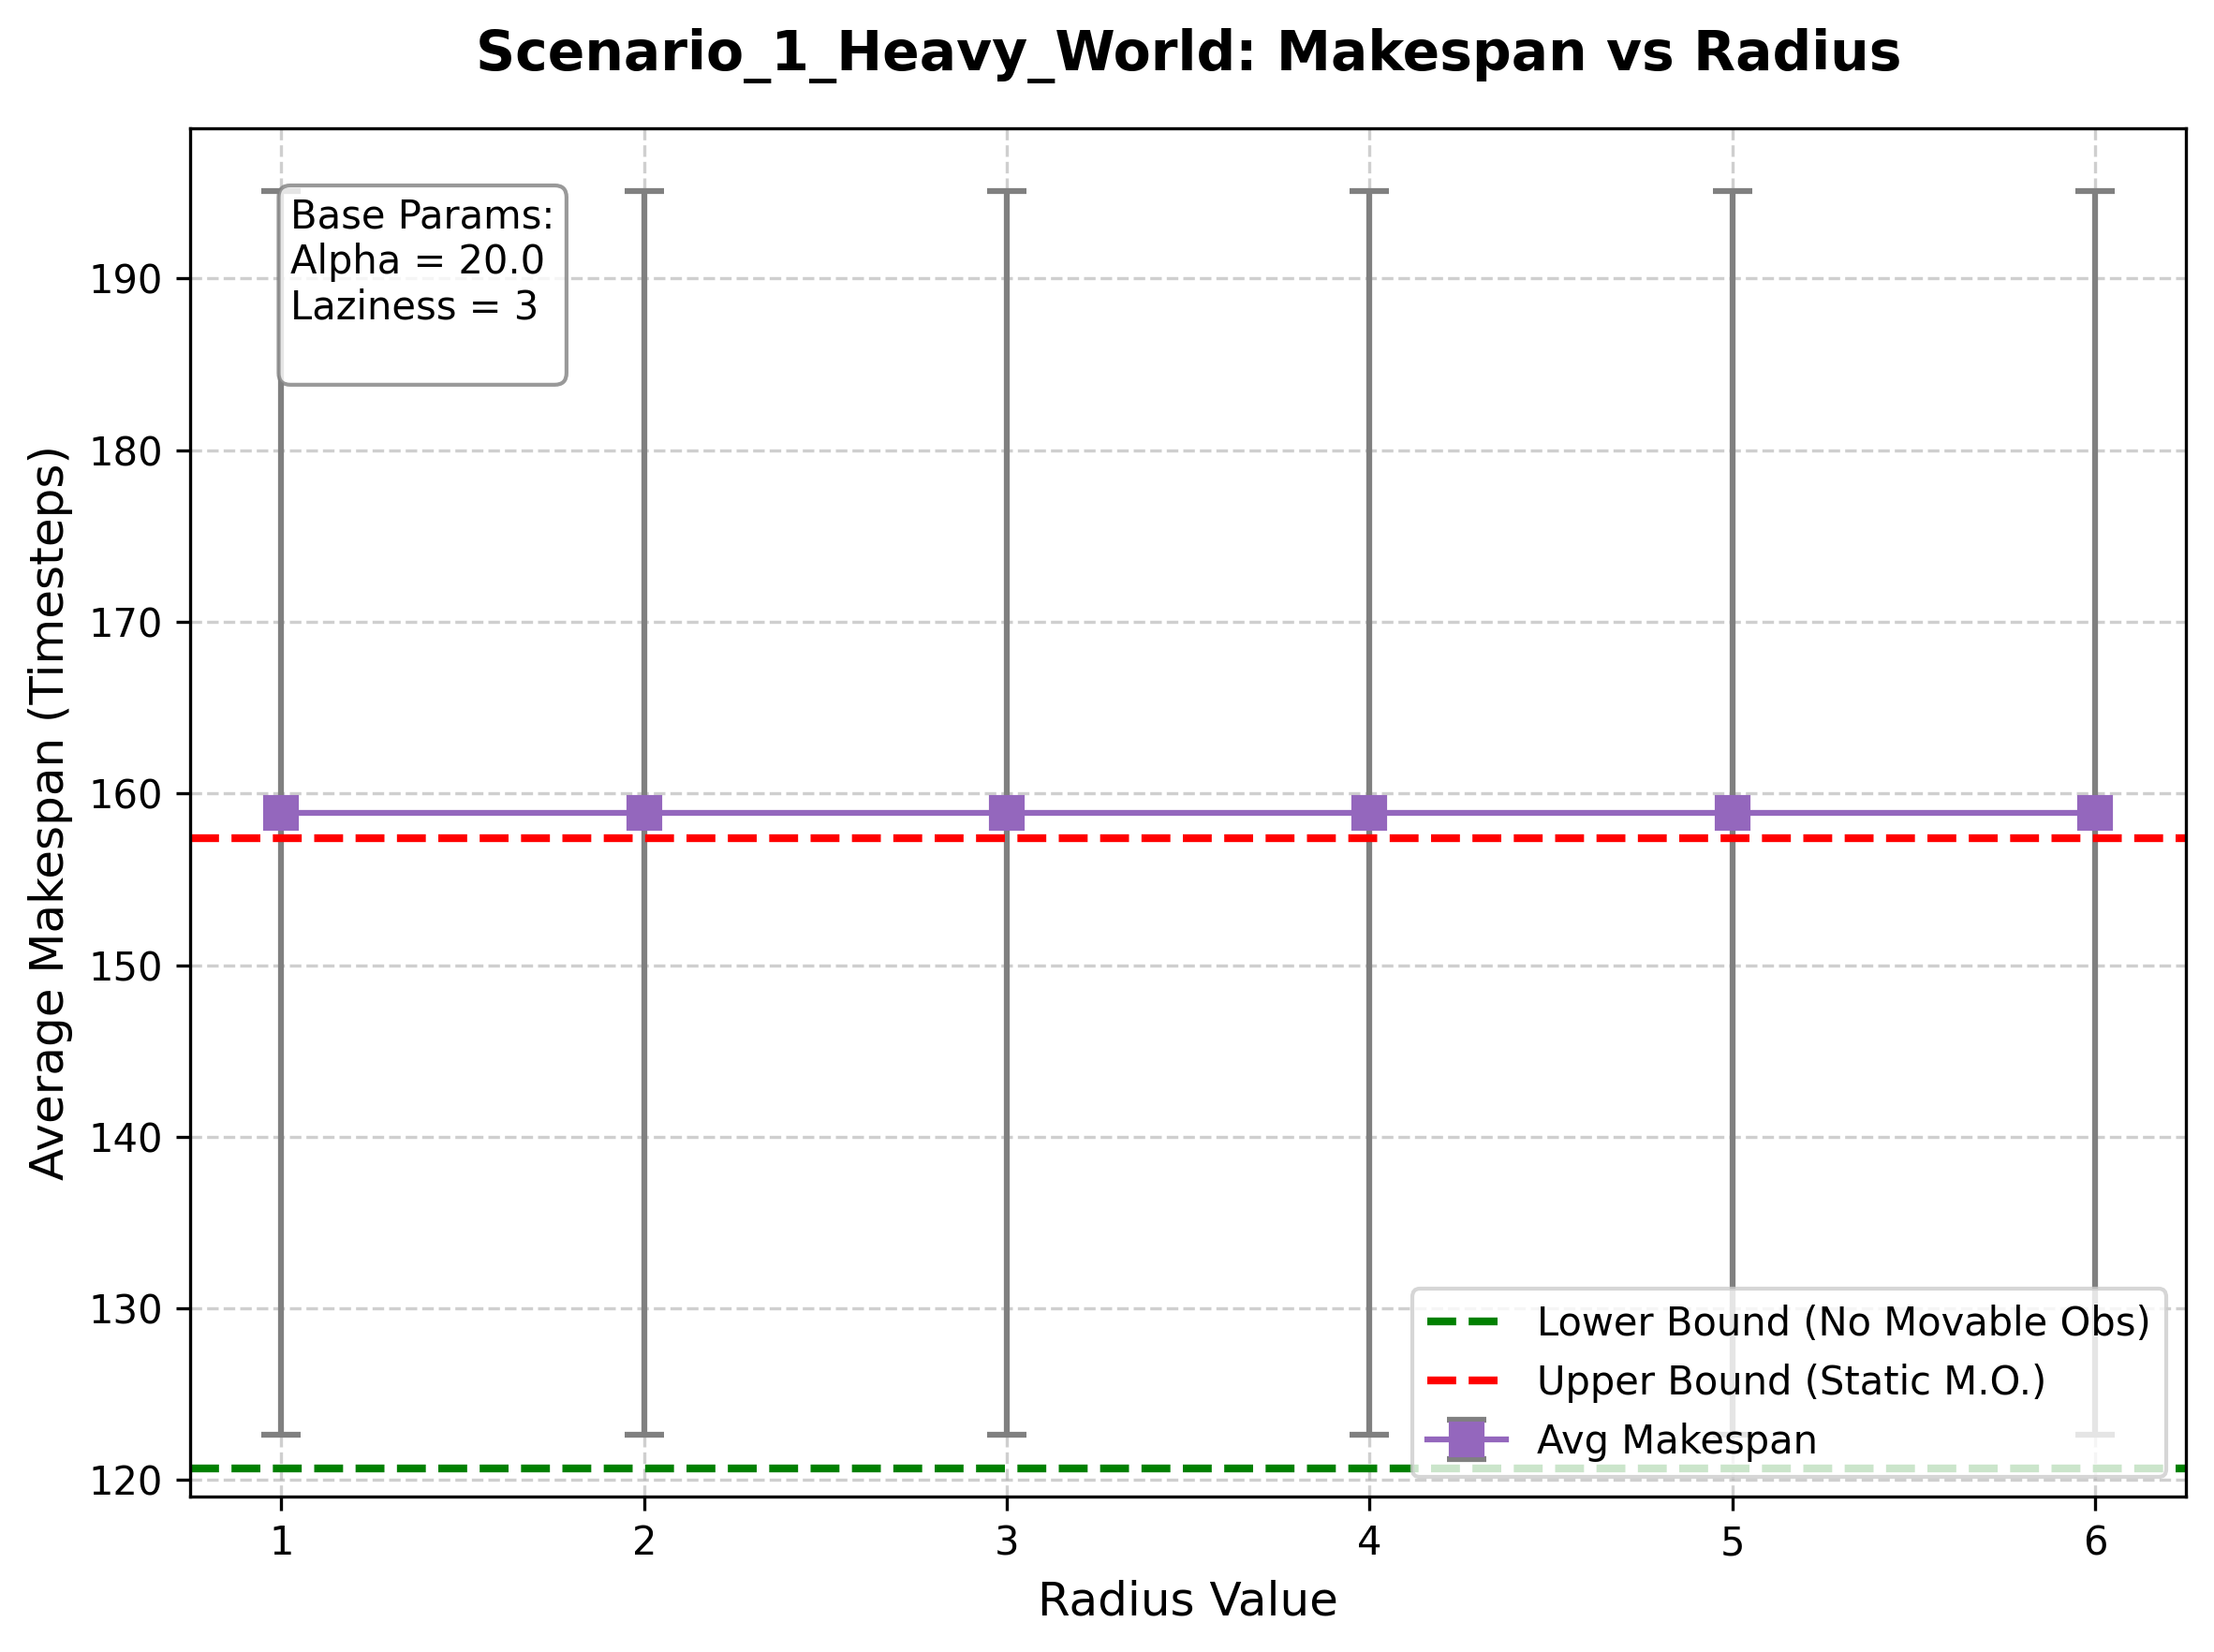 Scenario_1_Heavy_World: Makespan vs Radius
Base Params:
Alpha = 20.0
Laziness = 3
190
180
170
160
150
140
130
120
Average Makespan (Timesteps)
Lower Bound (No Movable Obs)
Upper Bound (Static M.O.)
Avg Makespan
1 2 3 4 5 6
Radius Value